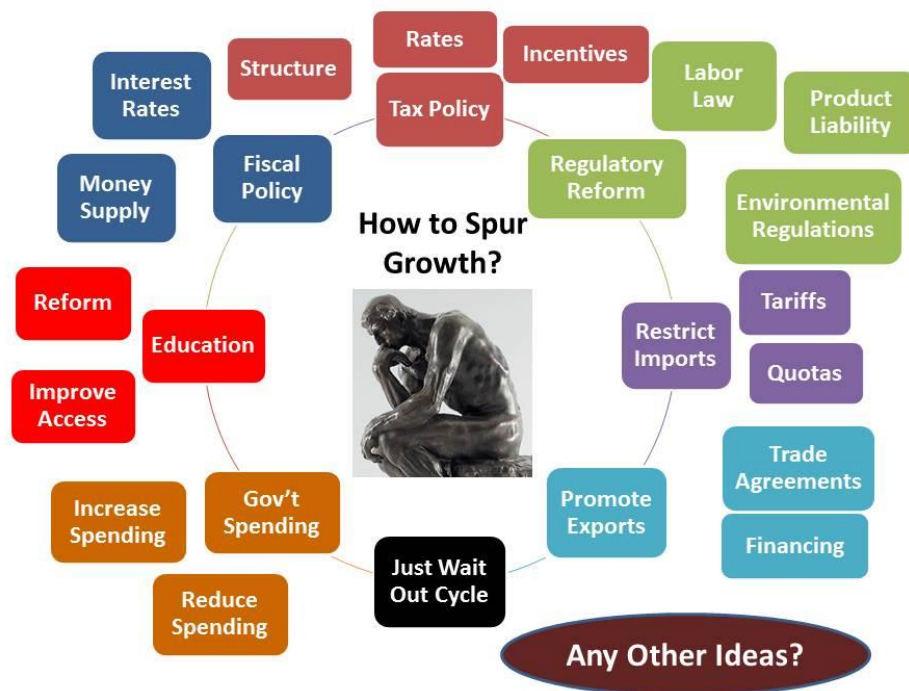 Rates
Incentives
Structure
Tax Policy
Interest
Rates
Labor
Law
Product
Liability
Fiscal
Policy
Money
Supply
Regulatory
Reform
Environmental
Regulations
How to Spur
Growth?
Reform
Education
Improve
Access
Restrict
Imports
Tariffs
Quotas
Increase
Spending
Gov't
Spending
Reduce
Spending
Just Wait
Out Cycle
Promote
Exports
Trade
Agreements
Financing
Any Other Ideas?